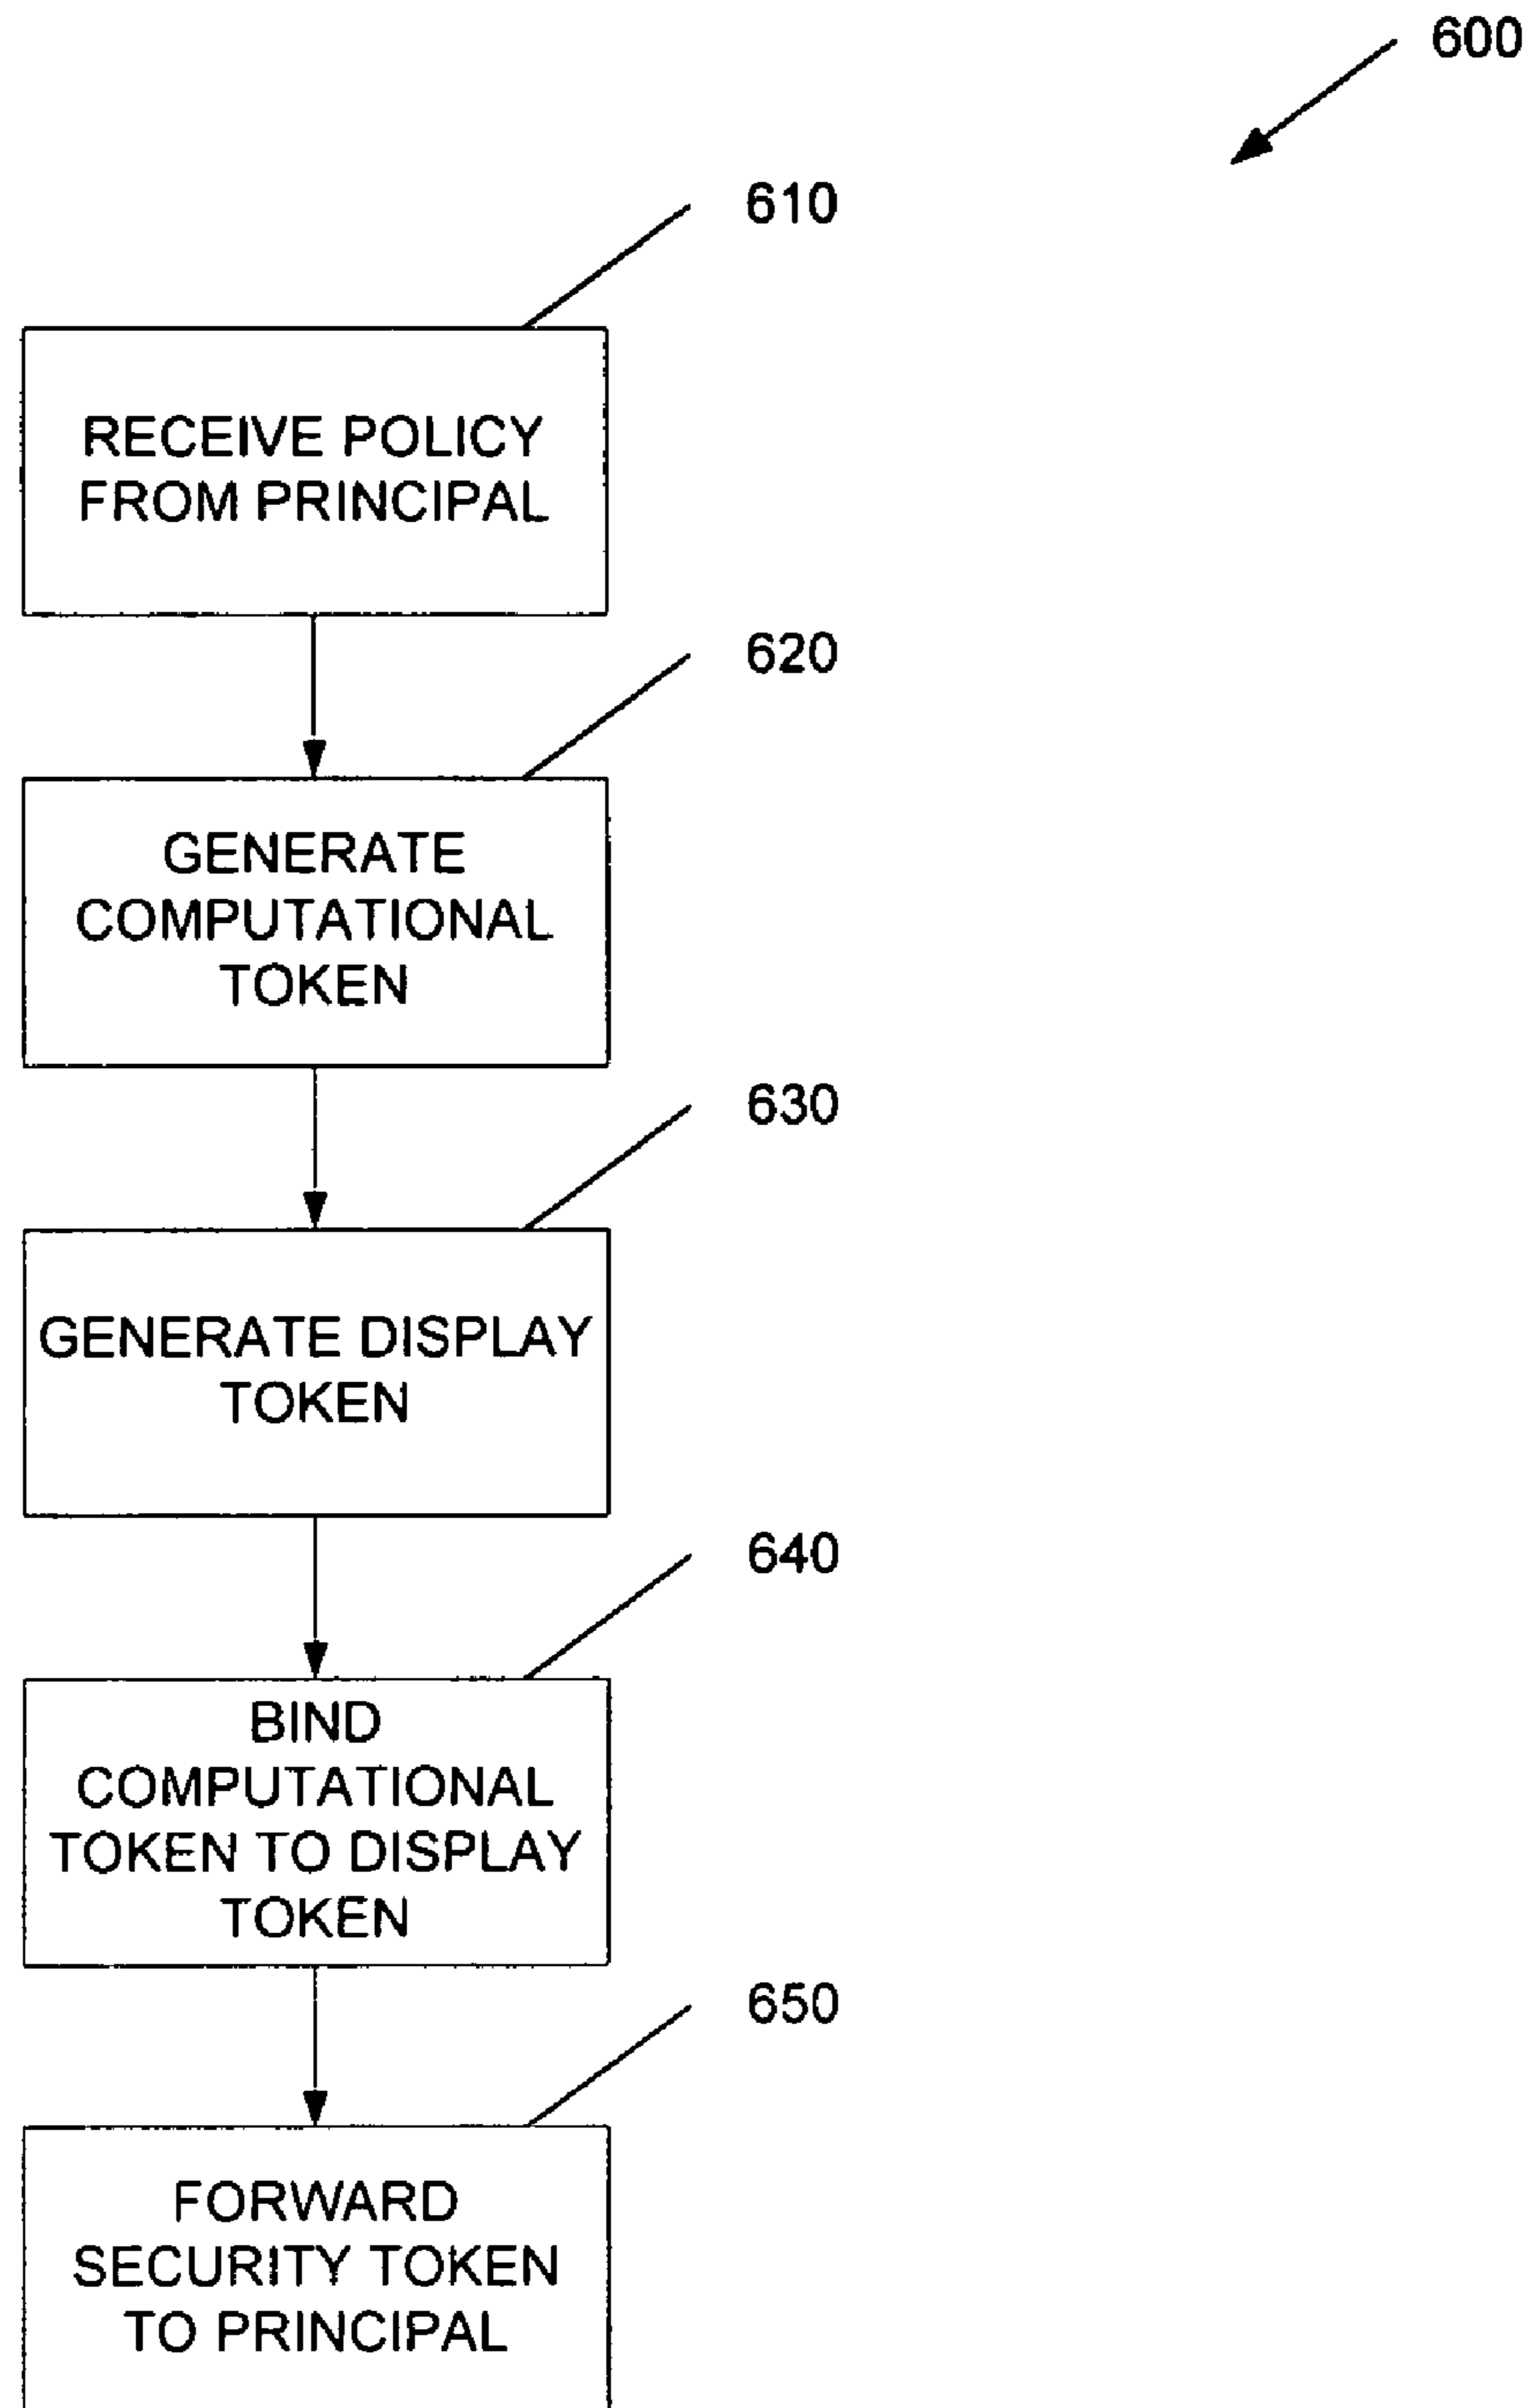 600
610
RECEIVE POLICY
FROM PRINCIPAL
620
GENERATE
COMPUTATIONAL
TOKEN
630
GENERATE DISPLAY
TOKEN
640
BIND
COMPUTATIONAL
TOKEN TO DISPLAY
TOKEN
650
FORWARD
SECURITY TOKEN
TO PRINCIPAL